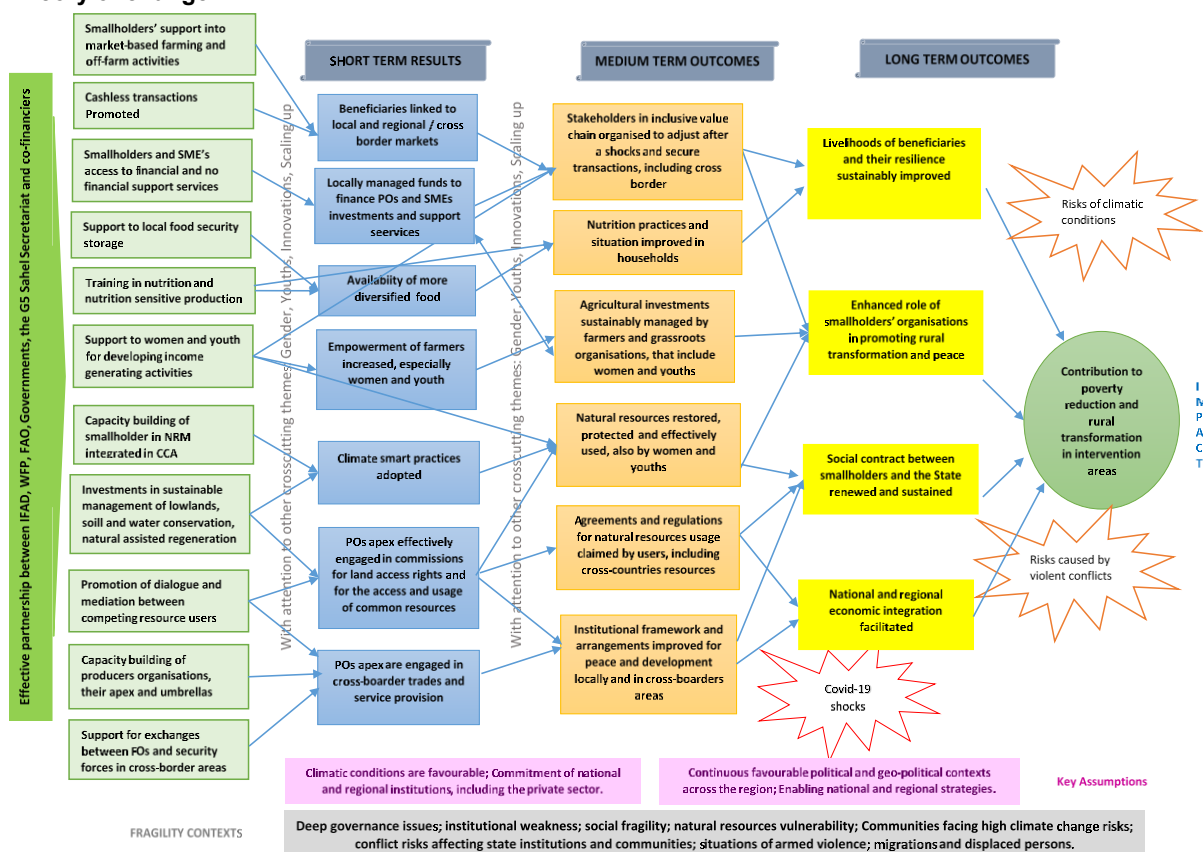 Effective partnership between IFAD, WFP, FAO, Governments, the G5 Sahel Secretariat and co-financiers
Smallholders' support into
market-based farming and
off-farm activities
Cashless transactions
Promoted
Smallholders and SME's
access to financial and no
financial support services
Support to local food security
storage
Training in nutrition and
nutrition sensitive production
Support to women and youth
for developing income
generating activities
Capacity building of
smallholder in NRM
integrated in CCA
Investments in sustainable
management of lowlands,
soill and water conservation,
natural assisted regeneration
Promotion of dialogue and
mediation between
competing resource users
Capacity building of
producers organisations,
their apex and umbrellas
Support for exchanges
between FOs and security
forces in cross-border areas
With attention to other crosscutting themes: Gender, Youths, Innovations, Scaling up
SHORT TERM RESULTS
Beneficiaries linked to
local and regional / cross
border markets
Locally managed funds to
finance POs and SMEs
investments and support
seervices
Availabiity of more
diversified food
Empowerment of farmers
increased, especially
women and youth
Climate smart practices
adopted
POs apex effectively
engaged in commissions
for land access rights and
for the access and usage
of common resources
POs apex are engaged in
cross-boarder trades and
service provision
With attention to other crosscutting themes: Gender, Youths, Innovations, Scaling up
MEDIUM TERM OUTCOMES
Stakeholders in inclusive value
chain organised to adjust after
a shocks and secure
transactions, including cross
border
Nutrition practices and
situation improved in
households
Agricultural investments
sustainably managed by
farmers and grassroots
organisations, that include
women and youths
Natural resources restored,
protected and effectively
used, also by women and
youths
Agreements and regulations
for natural resources usage
claimed by users, including
cross-countries resources
Institutional framework and
arrangements improved for
peace and development
locally and in cross-boarders
areas
LONG TERM OUTCOMES
Livelihoods of beneficiaries
and their resilience
sustainably improved
Enhanced role of
smallholders' organisations
in promoting rural
transformation and peace
Social contract between
smallholders and the State
renewed and sustained
National and regional
economic integration
facilitated
Risks of climatic
conditions
Contribution to
poverty
reduction and
rural
transformation
in intervention
areas
Risks caused by
violent conflicts
Covid-19
shocks
I
M
P
A
C
T
Climatic conditions are favourable; Commitment of national
and regional institutions, including the private sector.
Continuous favourable political and geo-political contexts
across the region; Enabling national and regional strategies.
Key Assumptions
FRAGILITY CONTEXTS
Deep governance issues; institutional weakness; social fragility; natural resources vulnerability; Communities facing high climate change risks;
conflict risks affecting state institutions and communities; situations of armed violence; migrations and displaced persons.